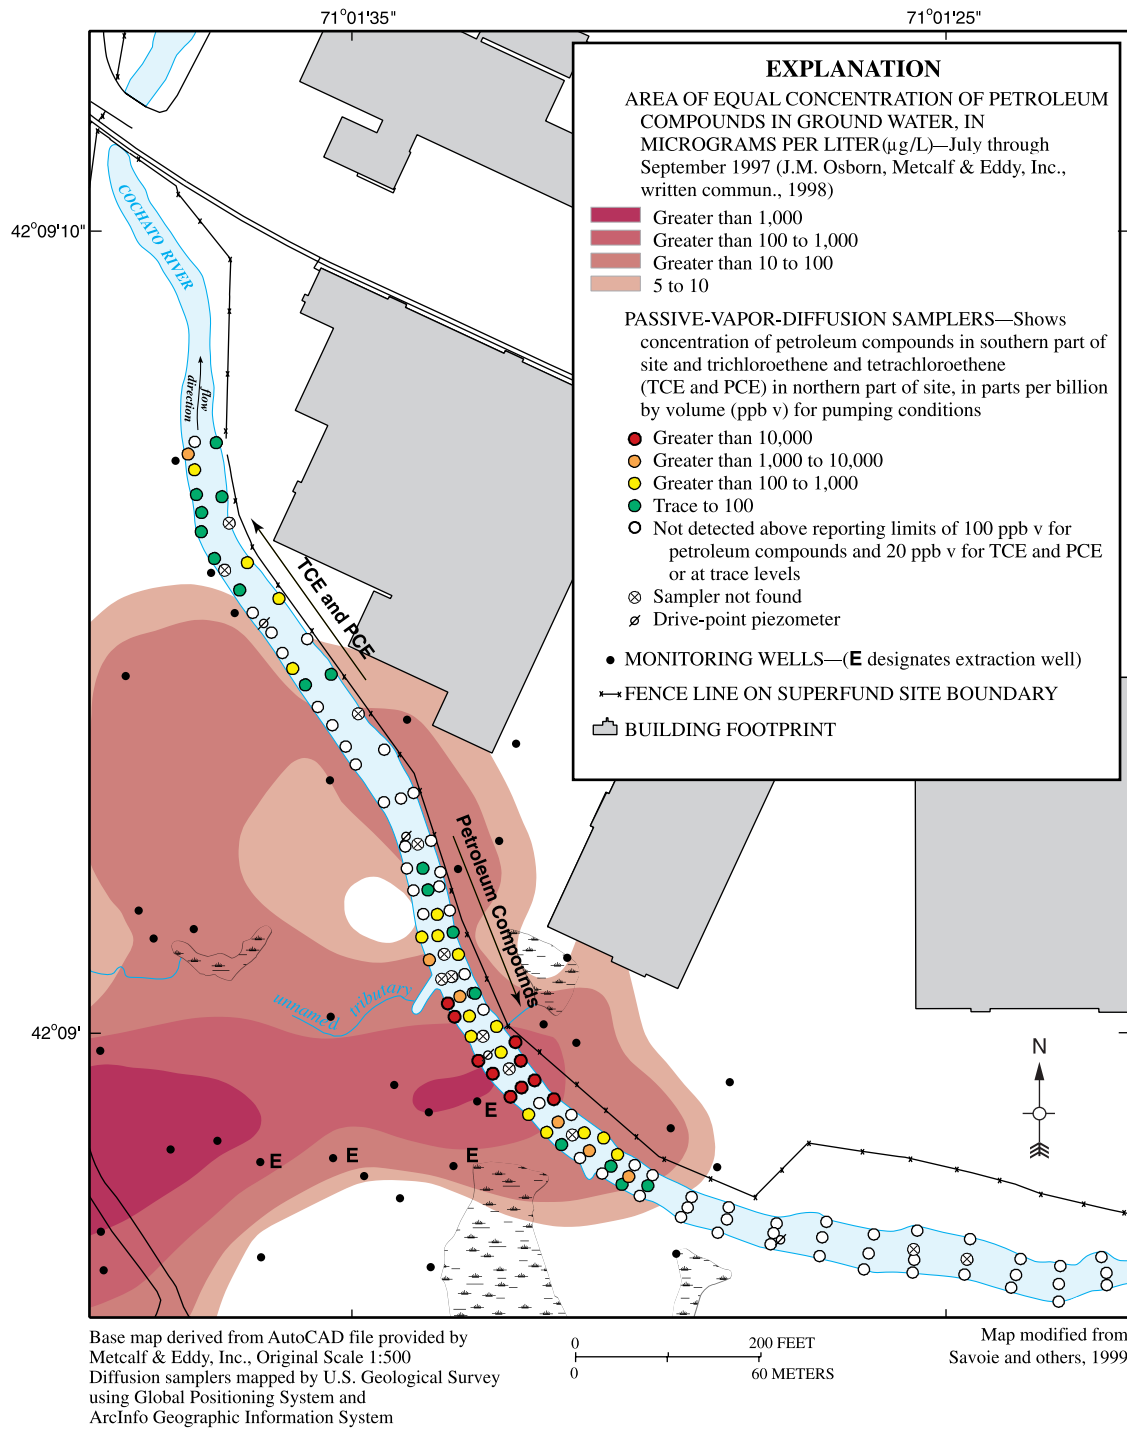 71°01'35"
71°01'25"
42°09'10"
42°09'
EXPLANATION
AREA OF EQUAL CONCENTRATION OF PETROLEUM
COMPOUNDS IN GROUND WATER, IN
MICROGRAMS PER LITER (µg/L)—July through
September 1997 (J.M. Osborn, Metcalf & Eddy, Inc.,
written commun., 1998)
Greater than 1,000
Greater than 100 to 1,000
Greater than 10 to 100
5 to 10
PASSIVE-VAPOR-DIFFUSION SAMPLERS—Shows
concentration of petroleum compounds in southern part of
site and trichloroethene and tetrachloroethene
(TCE and PCE) in northern part of site, in parts per billion
by volume (ppb v) for pumping conditions
Greater than 10,000
Greater than 1,000 to 10,000
Greater than 100 to 1,000
Trace to 100
Not detected above reporting limits of 100 ppb v for
petroleum compounds and 20 ppb v for TCE and PCE
or at trace levels
Sampler not found
Drive-point piezometer
MONITORING WELLS—(E designates extraction well)
FENCE LINE ON SUPERFUND SITE BOUNDARY
BUILDING FOOTPRINT
COCHATO RIVER
flow
direction
TCE and PCE
Petroleum Compounds
unnamed tributary
E
E
E
E
N
0 200 FEET
0 60 METERS
Base map derived from AutoCAD file provided by
Metcalf & Eddy, Inc., Original Scale 1:500
Diffusion samplers mapped by U.S. Geological Survey
using Global Positioning System and
ArcInfo Geographic Information System
Map modified from
Savoie and others, 1999